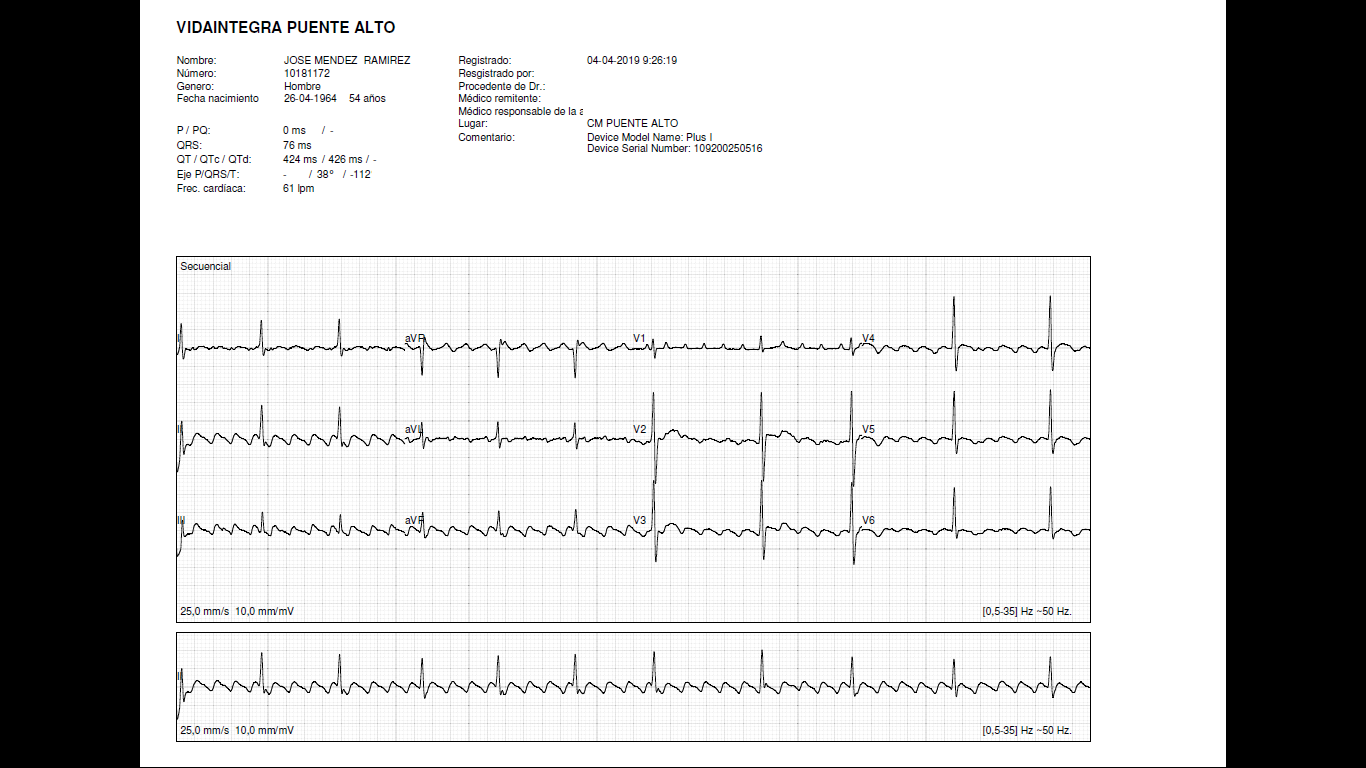 VIDAINTEGRA PUENTE ALTO
Nombre: JOSE MENDEZ RAMIREZ
Número: 10181172
Genero: Hombre
Fecha nacimiento 26-04-1964 54 años
P / PQ: 0 ms / -
QRS: 76 ms
QT / QTc / QTd: 424 ms / 426 ms / -
Eje P/QRS/T: - / 38° / -112
Frec. cardíaca: 61 lpm
Registrado: 04-04-2019 9:26:19
Resgistrado por:
Procedente de Dr.:
Médico remitente:
Médico responsable de la a
Lugar: CM PUENTE ALTO
Comentario: Device Model Name: Plus I
Device Serial Number: 109200250516
Secuencial
I aVR V1 V4
II aVL V2 V5
III aVF V3 V6
25,0 mm/s 10,0 mm/mV [0,5-35] Hz ~50 Hz.
II
25,0 mm/s 10,0 mm/mV [0,5-35] Hz ~50 Hz.